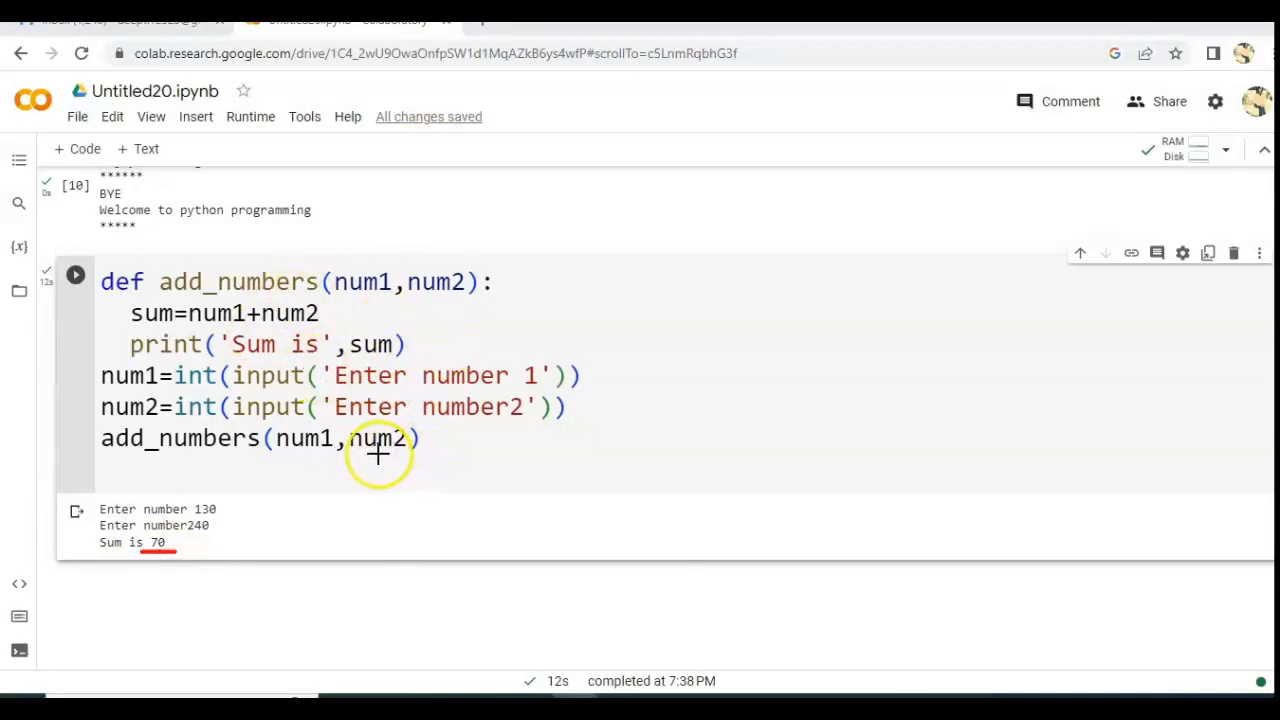 colab.research.google.com/drive/1C4_2wU9OwaOnfpSW1d1MqAZkB6ys4wfP#scrollTo=c5LnmRqbhG3f
Untitled20.ipynb
File Edit View Insert Runtime Tools Help All changes saved
Comment Share
+ Code + Text
RAM
Disk
******
[10]
0s
BYE
Welcome to python programming
*****
12s
def add_numbers(num1,num2):
sum=num1+num2
print('Sum is',sum)
num1=int(input('Enter number 1'))
num2=int(input('Enter number2'))
add_numbers(num1,num2)
Enter number 130
Enter number240
Sum is 70
12s completed at 7:38 PM